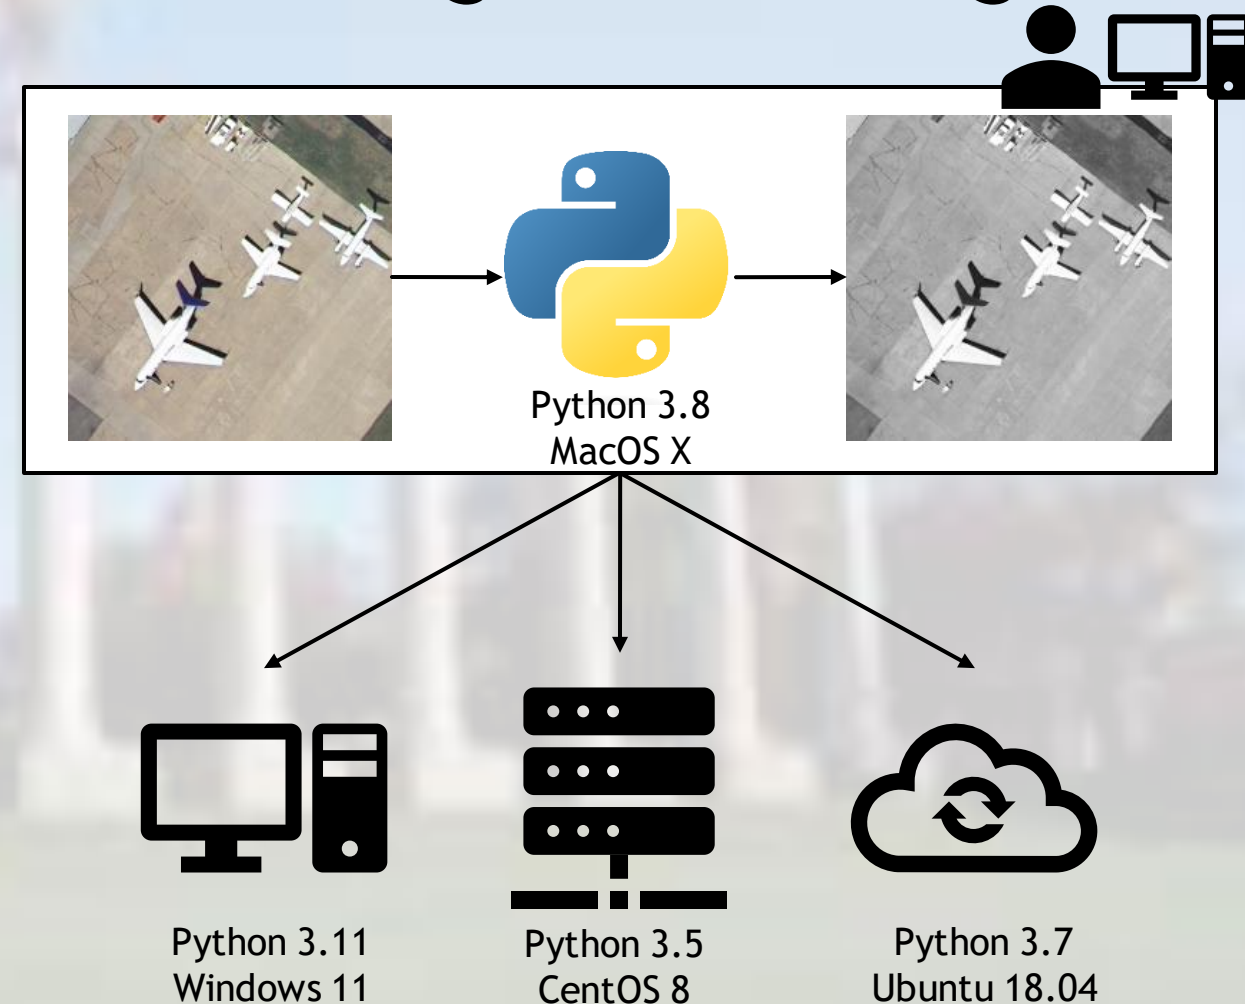 Python 3.8
MacOS X
Python 3.11
Windows 11
Python 3.5
CentOS 8
Python 3.7
Ubuntu 18.04